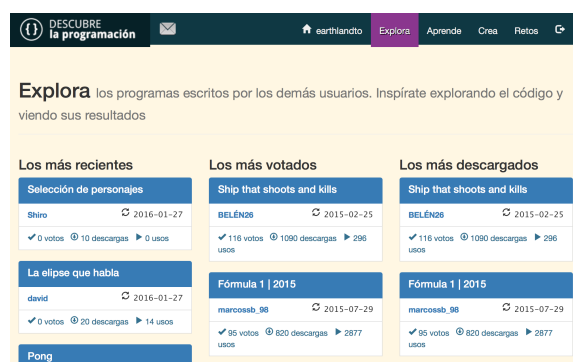 { } DESCUBRE
la programación
earthlandto Explora Aprende Crea Retos
Explora los programas escritos por los demás usuarios. Inspírate explorando el código y
viendo sus resultados
Los más recientes
Selección de personajes
Shiro 2016-01-27
0 votos 10 descargas 0 usos
La elipse que habla
david 2016-01-27
0 votos 20 descargas 14 usos
Pong
Los más votados
Ship that shoots and kills
BELÉN26 2015-02-25
116 votos 1090 descargas 296
usos
Fórmula 1 | 2015
marcossb_98 2015-07-29
95 votos 820 descargas 2877
usos
Los más descargados
Ship that shoots and kills
BELÉN26 2015-02-25
116 votos 1090 descargas 296
usos
Fórmula 1 | 2015
marcossb_98 2015-07-29
95 votos 820 descargas 2877
usos